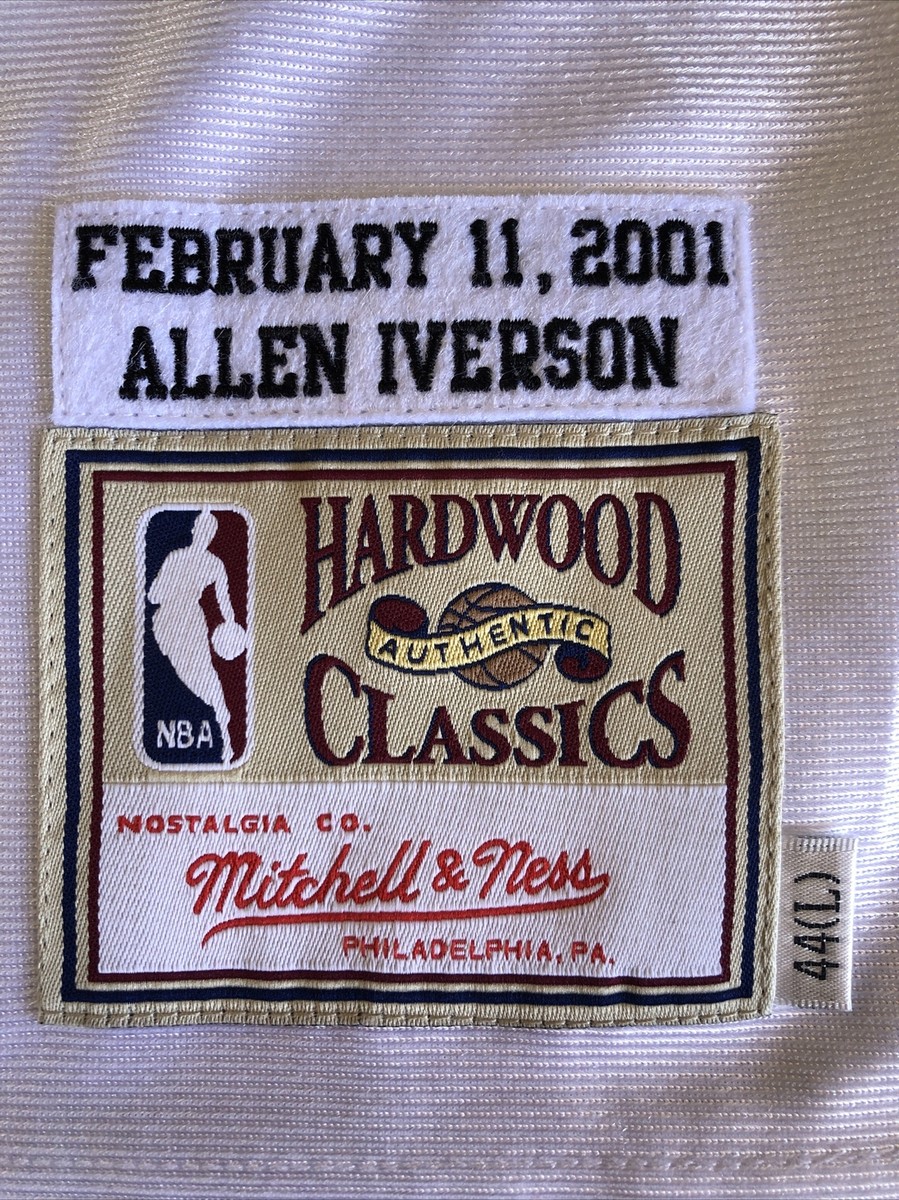 FEBRUARY 11, 2001
ALLEN IVERSON
HARDWOOD
AUTHENTIC
CLASSICS
NBA
NOSTALGIA CO.
Mitchell & Ness
PHILADELPHIA, PA.
44(L)